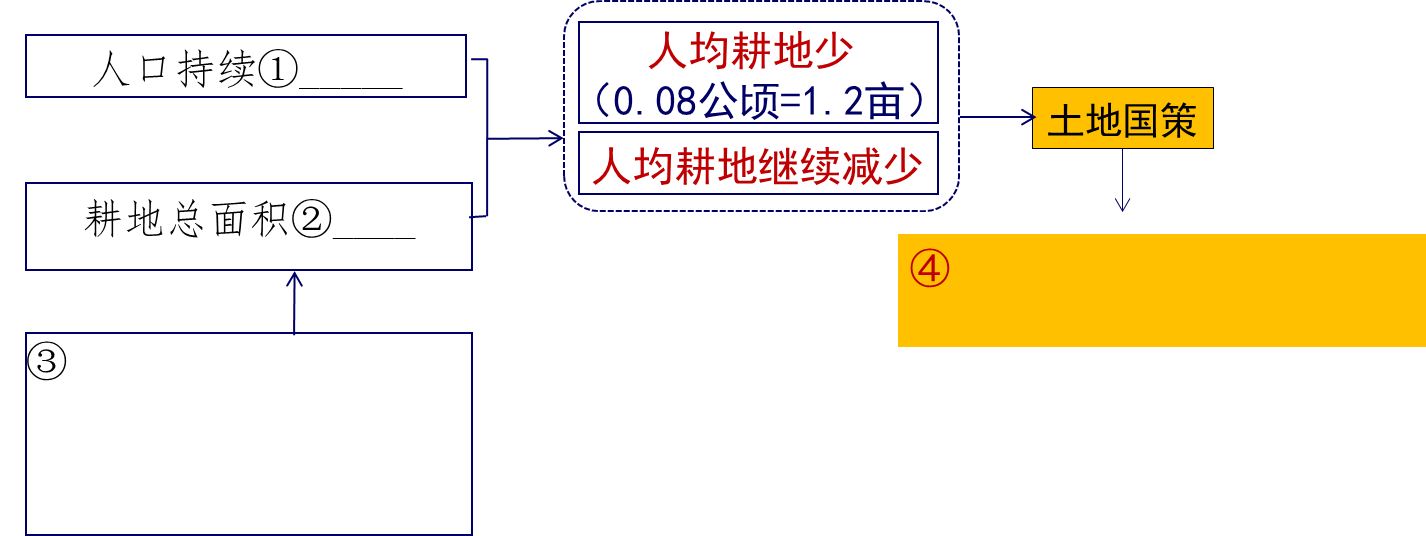 人口持续①_____
耕地总面积②____
③
人均耕地少
（0.08公顷=1.2亩）
人均耕地继续减少
土地国策
④